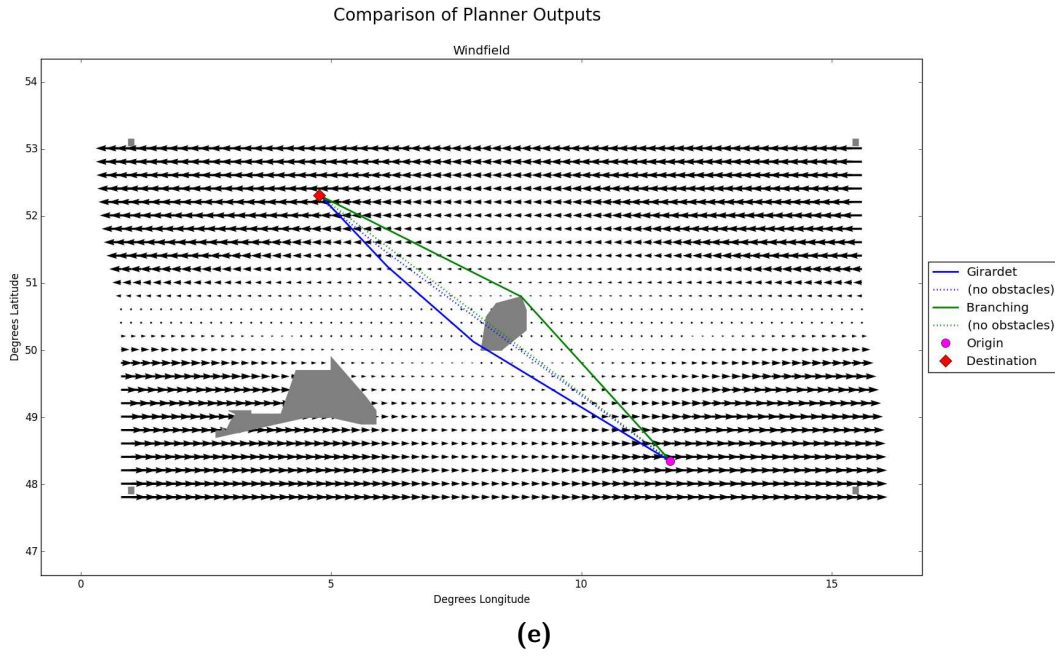 Comparison of Planner Outputs
Windfield
54
53
52
51
50
49
48
47
Degrees Latitude
0
5
10
15
Degrees Longitude
Girardet
(no obstacles)
Branching
(no obstacles)
Origin
Destination
(e)